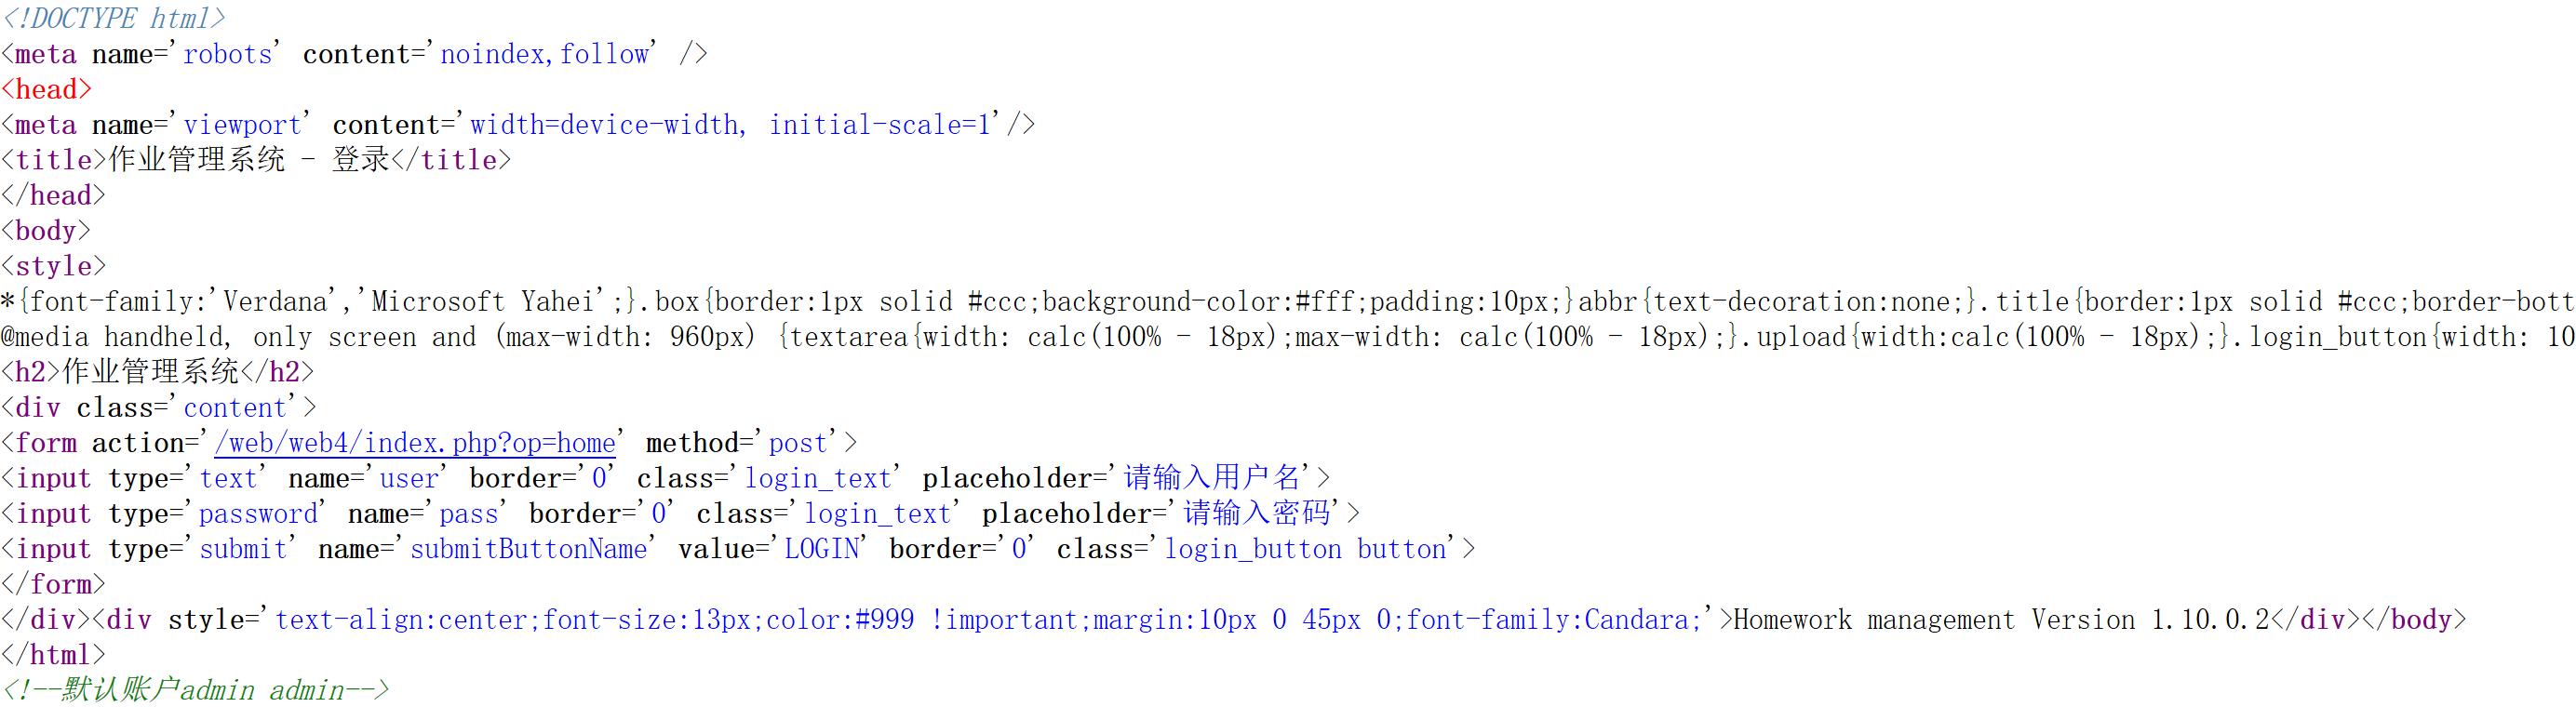 <!DOCTYPE html>
<meta name='robots' content='noindex,follow' />
<head>
<meta name='viewport' content='width=device-width, initial-scale=1'/>
<title>作业管理系统 - 登录</title>
</head>
<body>
<style>
*{font-family:'Verdana','Microsoft Yahei';}.box{border:1px solid #ccc;background-color:#fff;padding:10px;}abbr{text-decoration:none;}.title{border:1px solid #ccc;border-bott
@media handheld, only screen and (max-width: 960px) {textarea{width: calc(100% - 18px);max-width: calc(100% - 18px);}.upload{width:calc(100% - 18px);}.login_button{width: 10
<h2>作业管理系统</h2>
<div class='content'>
<form action='/web/web4/index.php?op=home' method='post'>
<input type='text' name='user' border='0' class='login_text' placeholder='请输入用户名'>
<input type='password' name='pass' border='0' class='login_text' placeholder='请输入密码'>
<input type='submit' name='submitButtonName' value='LOGIN' border='0' class='login_button button'>
</form>
</div><div style='text-align:center;font-size:13px;color:#999 !important;margin:10px 0 45px 0;font-family:Candara;'>Homework management Version 1.10.0.2</div></body>
</html>
<!--默认账户admin admin-->